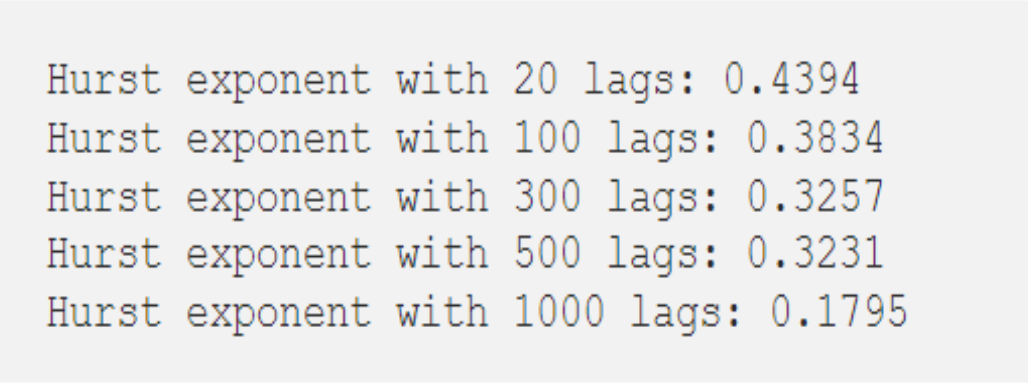 Hurst exponent with 20 lags: 0.4394
Hurst exponent with 100 lags: 0.3834
Hurst exponent with 300 lags: 0.3257
Hurst exponent with 500 lags: 0.3231
Hurst exponent with 1000 lags: 0.1795